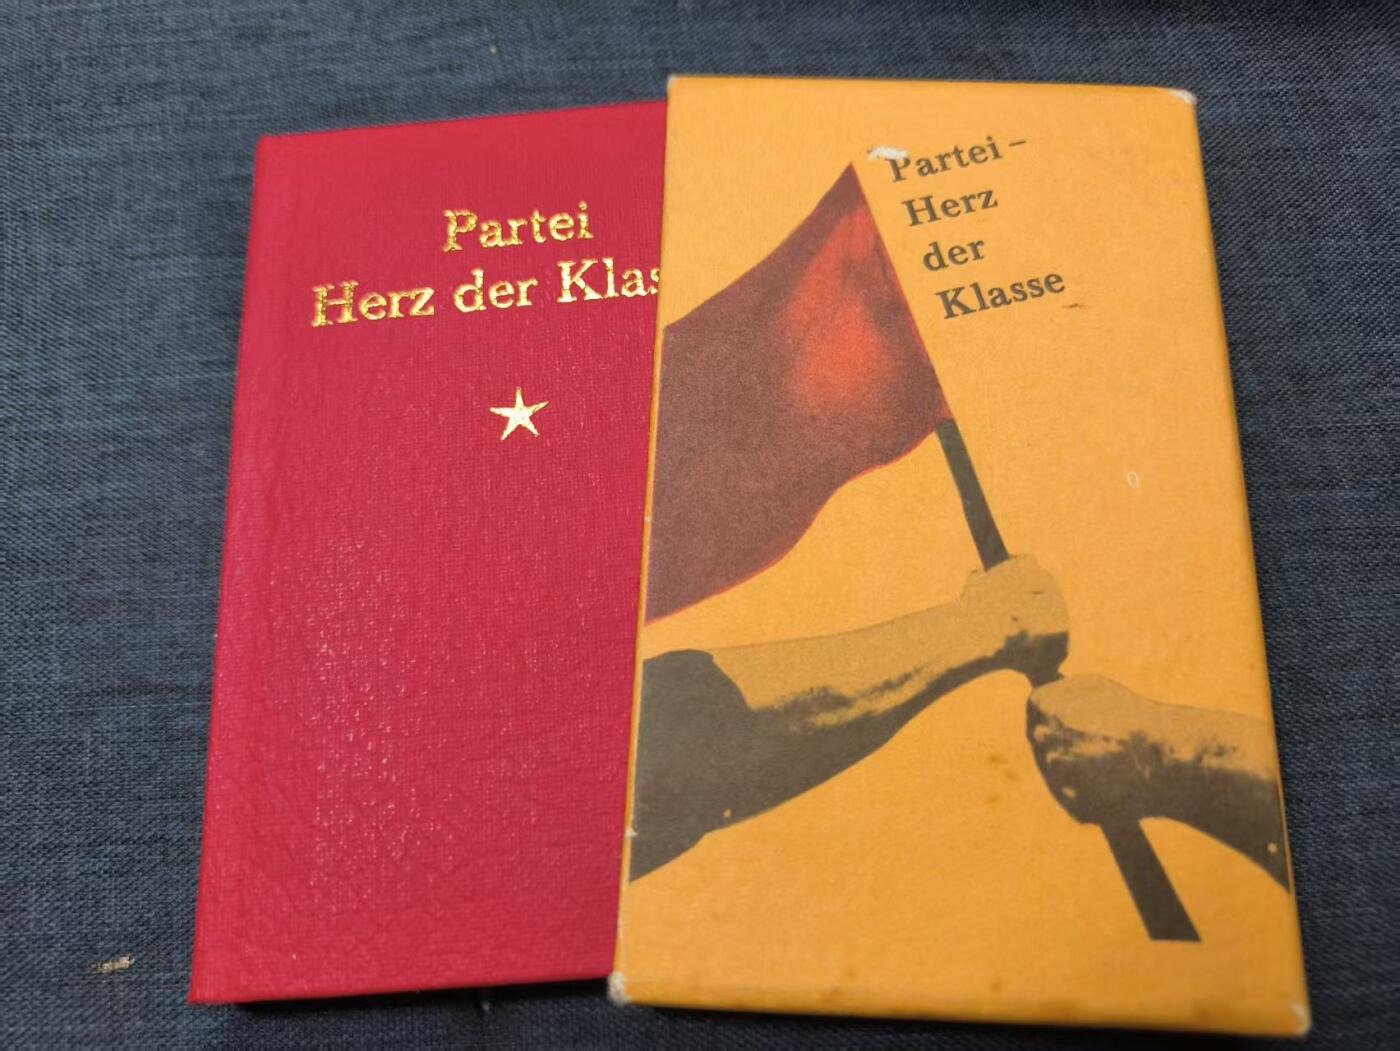 Partei
Herz der Klas
Partei –
Herz
der
Klasse